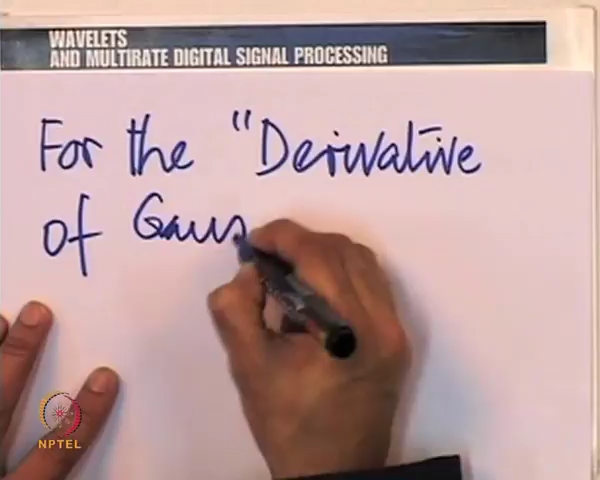 WAVELETS
AND MULTIRATE DIGITAL SIGNAL PROCESSING
For the "Derivative
of Gaus
NPTEL